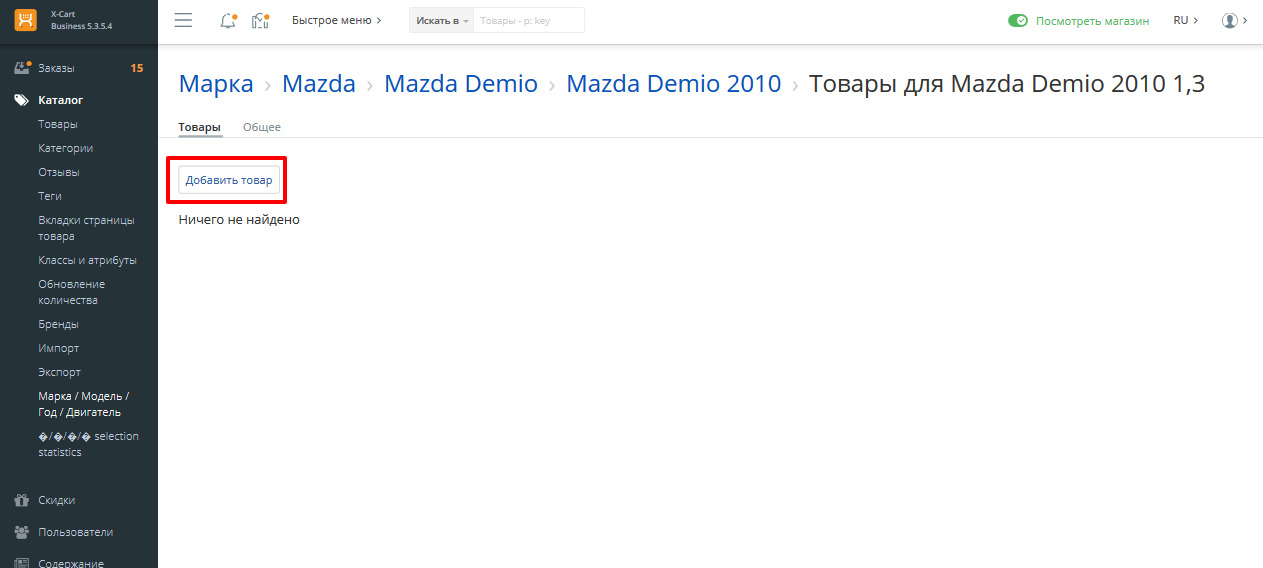 X-Cart
Business 5.3.5.4
Быстрое меню
Искать в
Товары - р: key
Посмотреть магазин
RU
Заказы 15
Каталог
Товары
Категории
Отзывы
Теги
Вкладки страницы
товара
Классы и атрибуты
Обновление
количества
Бренды
Импорт
Экспорт
Марка / Модель /
Год / Двигатель
�/�/�/� selection
statistics
Скидки
Пользователи
Содержание
Марка › Mazda › Mazda Demio › Mazda Demio 2010 › Товары для Mazda Demio 2010 1,3
Товары Общее
Добавить товар
Ничего не найдено